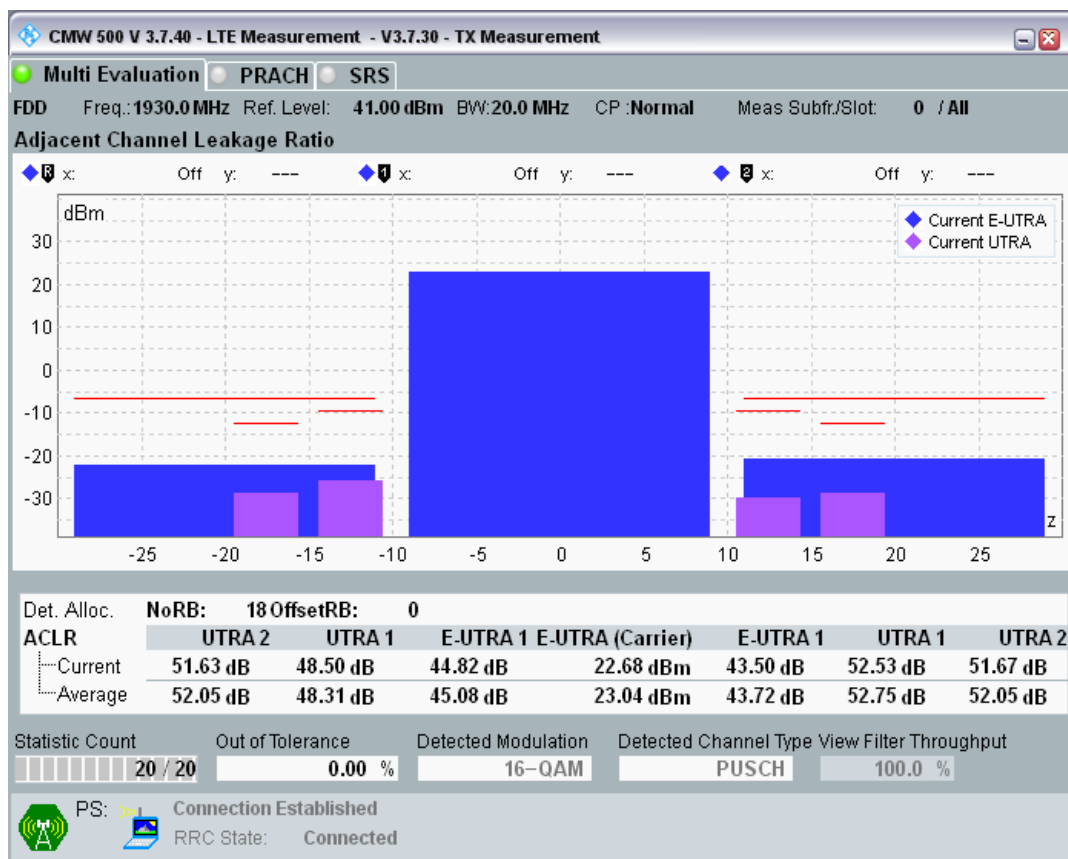 CMW 500 V 3.7.40 - LTE Measurement - V3.7.30 - TX Measurement
Multi Evaluation PRACH SRS
FDD Freq.: 1930.0 MHz Ref. Level: 41.00 dBm BW: 20.0 MHz CP : Normal Meas Subfr./Slot: 0 / All
Adjacent Channel Leakage Ratio
R x: Off y: --- 1 x: Off y: --- 2 x: Off y: ---
dBm
Current E-UTRA
Current UTRA
30
20
10
0
-10
-20
-30
z
-25 -20 -15 -10 -5 0 5 10 15 20 25
Det. Alloc. NoRB: 18 OffsetRB: 0
ACLR UTRA 2 UTRA 1 E-UTRA 1 E-UTRA (Carrier) E-UTRA 1 UTRA 1 UTRA 2
Current 51.63 dB 48.50 dB 44.82 dB 22.68 dBm 43.50 dB 52.53 dB 51.67 dB
Average 52.05 dB 48.31 dB 45.08 dB 23.04 dBm 43.72 dB 52.75 dB 52.05 dB
Statistic Count Out of Tolerance Detected Modulation Detected Channel Type View Filter Throughput
20 / 20 0.00 % 16-QAM PUSCH 100.0 %
PS: Connection Established
RRC State: Connected